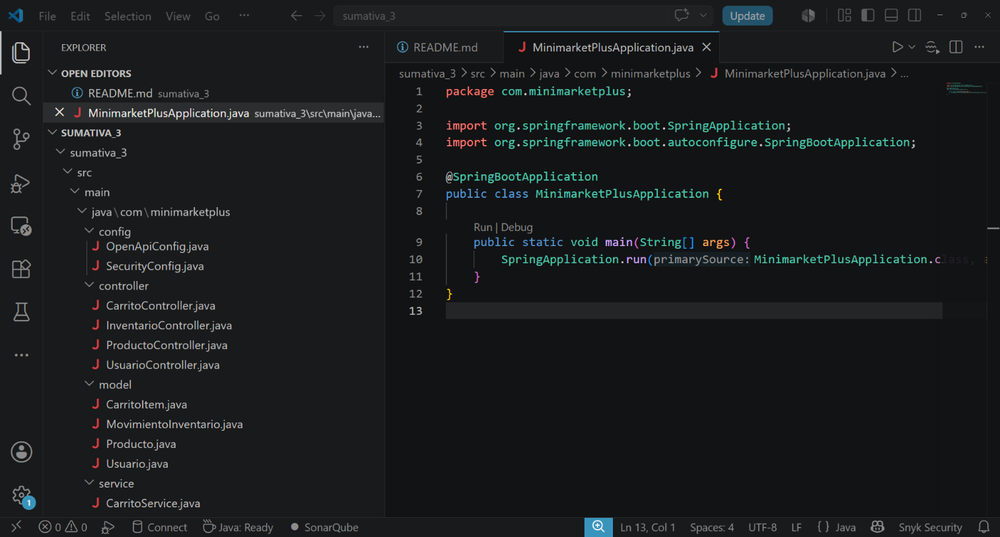 File Edit Selection View Go ···
sumativa_3
Update
EXPLORER ···
OPEN EDITORS
README.md sumativa_3
MinimarketPlusApplication.java sumativa_3\src\main\java...
SUMATIVA_3
sumativa_3
src
main
java\com\minimarketplus
config
OpenApiConfig.java
SecurityConfig.java
controller
CarritoController.java
InventarioController.java
ProductoController.java
UsuarioController.java
model
CarritoItem.java
MovimientoInventario.java
Producto.java
Usuario.java
service
CarritoService.java
1
README.md
MinimarketPlusApplication.java
sumativa_3 > src > main > java > com > minimarketplus > MinimarketPlusApplication.java > ...
1 package com.minimarketplus;
2
3 import org.springframework.boot.SpringApplication;
4 import org.springframework.boot.autoconfigure.SpringBootApplication;
5
6 @SpringBootApplication
7 public class MinimarketPlusApplication {
8
Run | Debug
9 public static void main(String[] args) {
10 SpringApplication.run(primarySource: MinimarketPlusApplication.class,
11 }
12 }
13
0 0 Connect Java: Ready SonarQube Ln 13, Col 1 Spaces: 4 UTF-8 LF {} Java Snyk Security